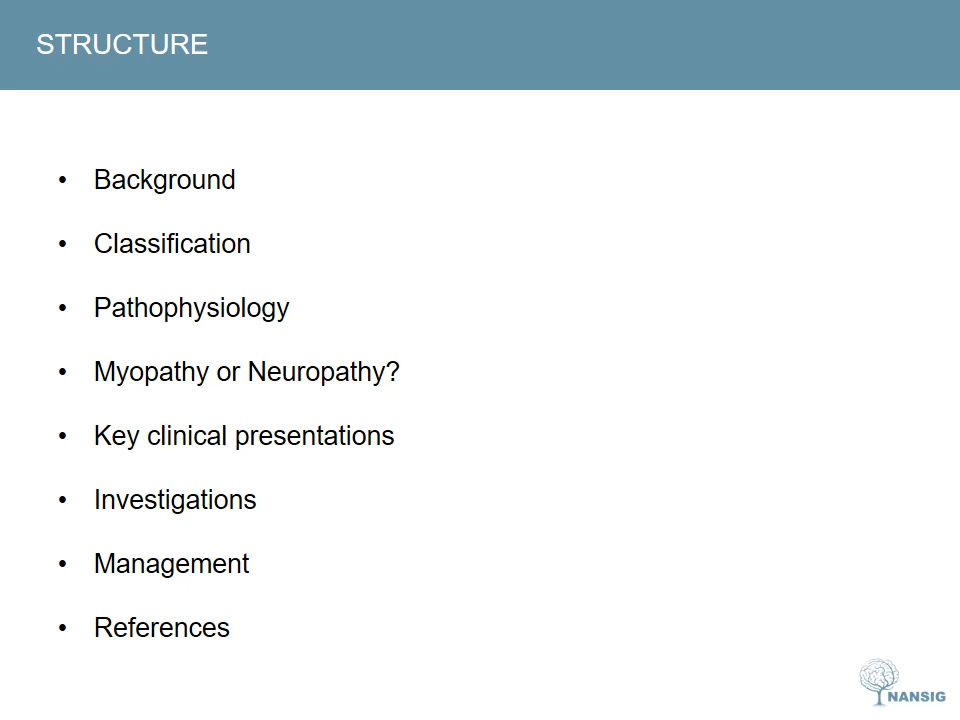 STRUCTURE
• Background
• Classification
• Pathophysiology
• Myopathy or Neuropathy?
• Key clinical presentations
• Investigations
• Management
• References
NANSIG